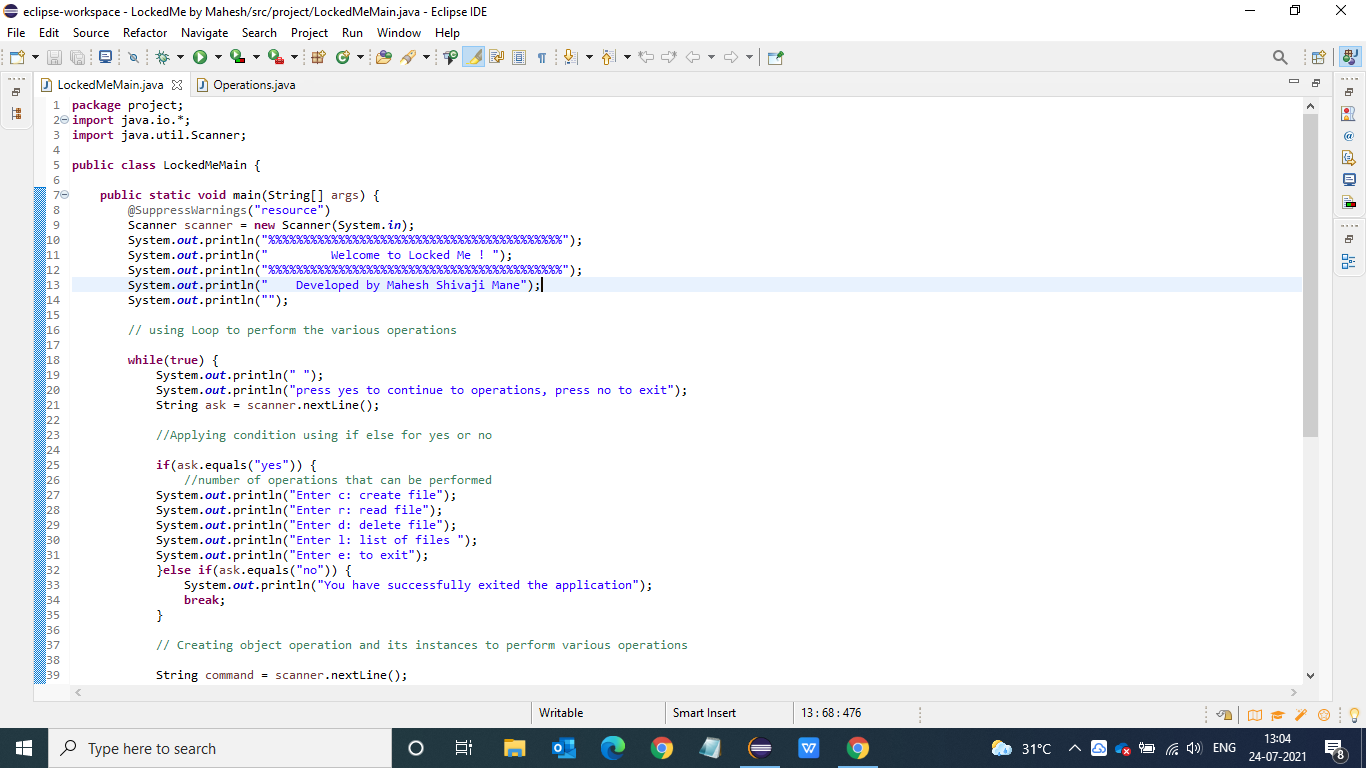 eclipse-workspace - LockedMe by Mahesh/src/project/LockedMeMain.java - Eclipse IDE
File Edit Source Refactor Navigate Search Project Run Window Help
LockedMeMain.java Operations.java
1 package project;
2 import java.io.*;
3 import java.util.Scanner;
4
5 public class LockedMeMain {
6
7 public static void main(String[] args) {
8 @SuppressWarnings("resource")
9 Scanner scanner = new Scanner(System.in);
10 System.out.println("%%%%%%%%%%%%%%%%%%%%%%%%%%%%%%%%%%%%%%%%%%");
11 System.out.println("         Welcome to Locked Me ! ");
12 System.out.println("%%%%%%%%%%%%%%%%%%%%%%%%%%%%%%%%%%%%%%%%%%");
13 System.out.println("    Developed by Mahesh Shivaji Mane");
14 System.out.println("");
15
16 // using Loop to perform the various operations
17
18 while(true) {
19 System.out.println(" ");
20 System.out.println("press yes to continue to operations, press no to exit");
21 String ask = scanner.nextLine();
22
23 //Applying condition using if else for yes or no
24
25 if(ask.equals("yes")) {
26 //number of operations that can be performed
27 System.out.println("Enter c: create file");
28 System.out.println("Enter r: read file");
29 System.out.println("Enter d: delete file");
30 System.out.println("Enter l: list of files ");
31 System.out.println("Enter e: to exit");
32 }else if(ask.equals("no")) {
33 System.out.println("You have successfully exited the application");
34 break;
35 }
36
37 // Creating object operation and its instances to perform various operations
38
39 String command = scanner.nextLine();
Writable Smart Insert 13 : 68 : 476
Type here to search 31°C ENG 13:04
24-07-2021 8